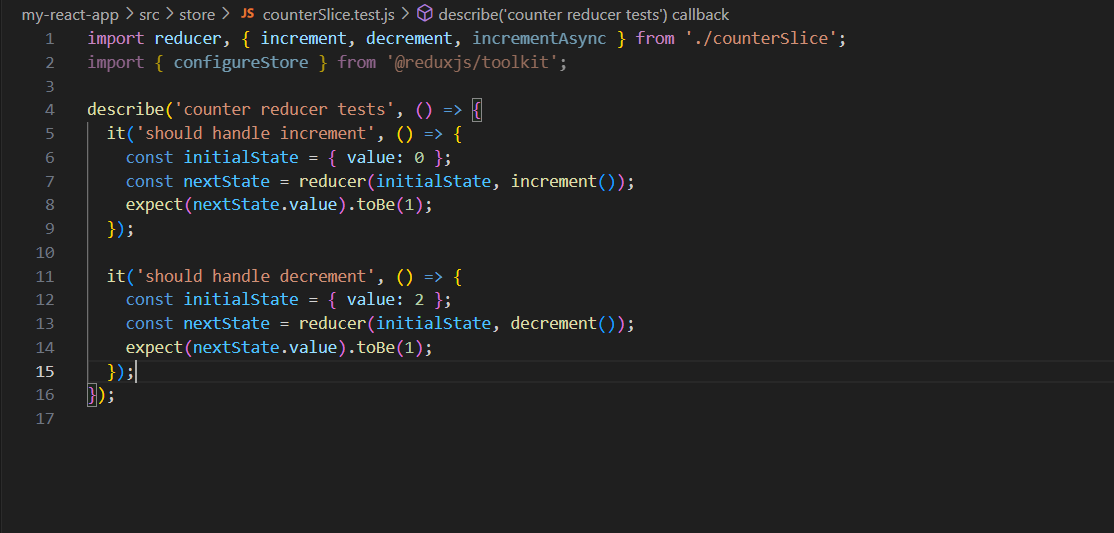 my-react-app > src > store > JS counterSlice.test.js > describe('counter reducer tests') callback
1 import reducer, { increment, decrement, incrementAsync } from './counterSlice';
2 import { configureStore } from '@reduxjs/toolkit';
3
4 describe('counter reducer tests', () => {
5   it('should handle increment', () => {
6     const initialState = { value: 0 };
7     const nextState = reducer(initialState, increment());
8     expect(nextState.value).toBe(1);
9   });
10
11   it('should handle decrement', () => {
12     const initialState = { value: 2 };
13     const nextState = reducer(initialState, decrement());
14     expect(nextState.value).toBe(1);
15   });
16 });
17